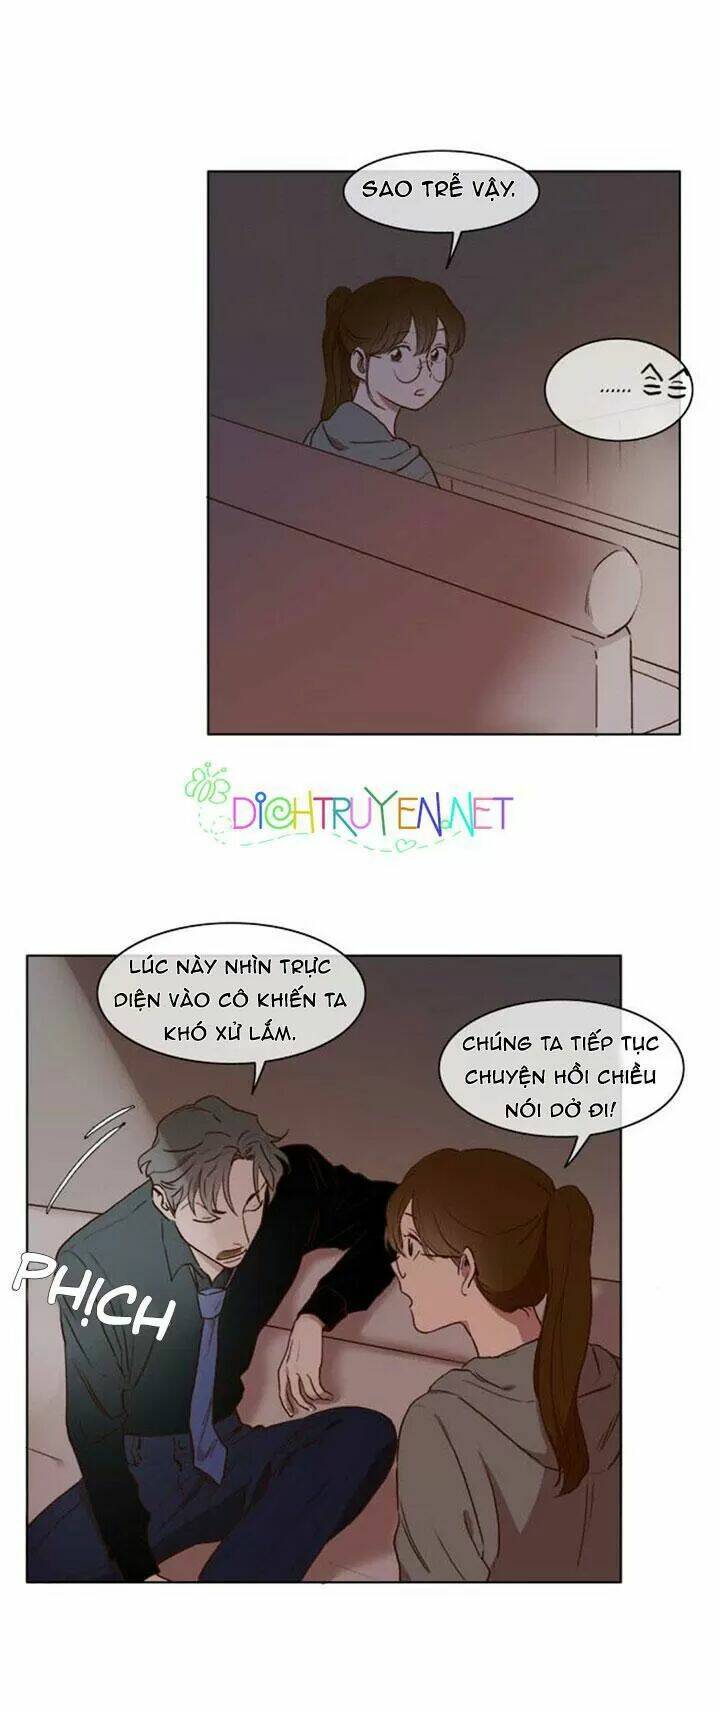 SAO TRỄ VẬY.
......
DICHTRUYEN.NET
LÚC NÀY NHÌN TRỰC
DIỆN VÀO CÔ KHIẾN TA
KHÓ XỬ LẮM.
CHÚNG TA TIẾP TỤC
CHUYỆN HỒI CHIỀU
NÓI DỞ ĐI!
PHỊCH